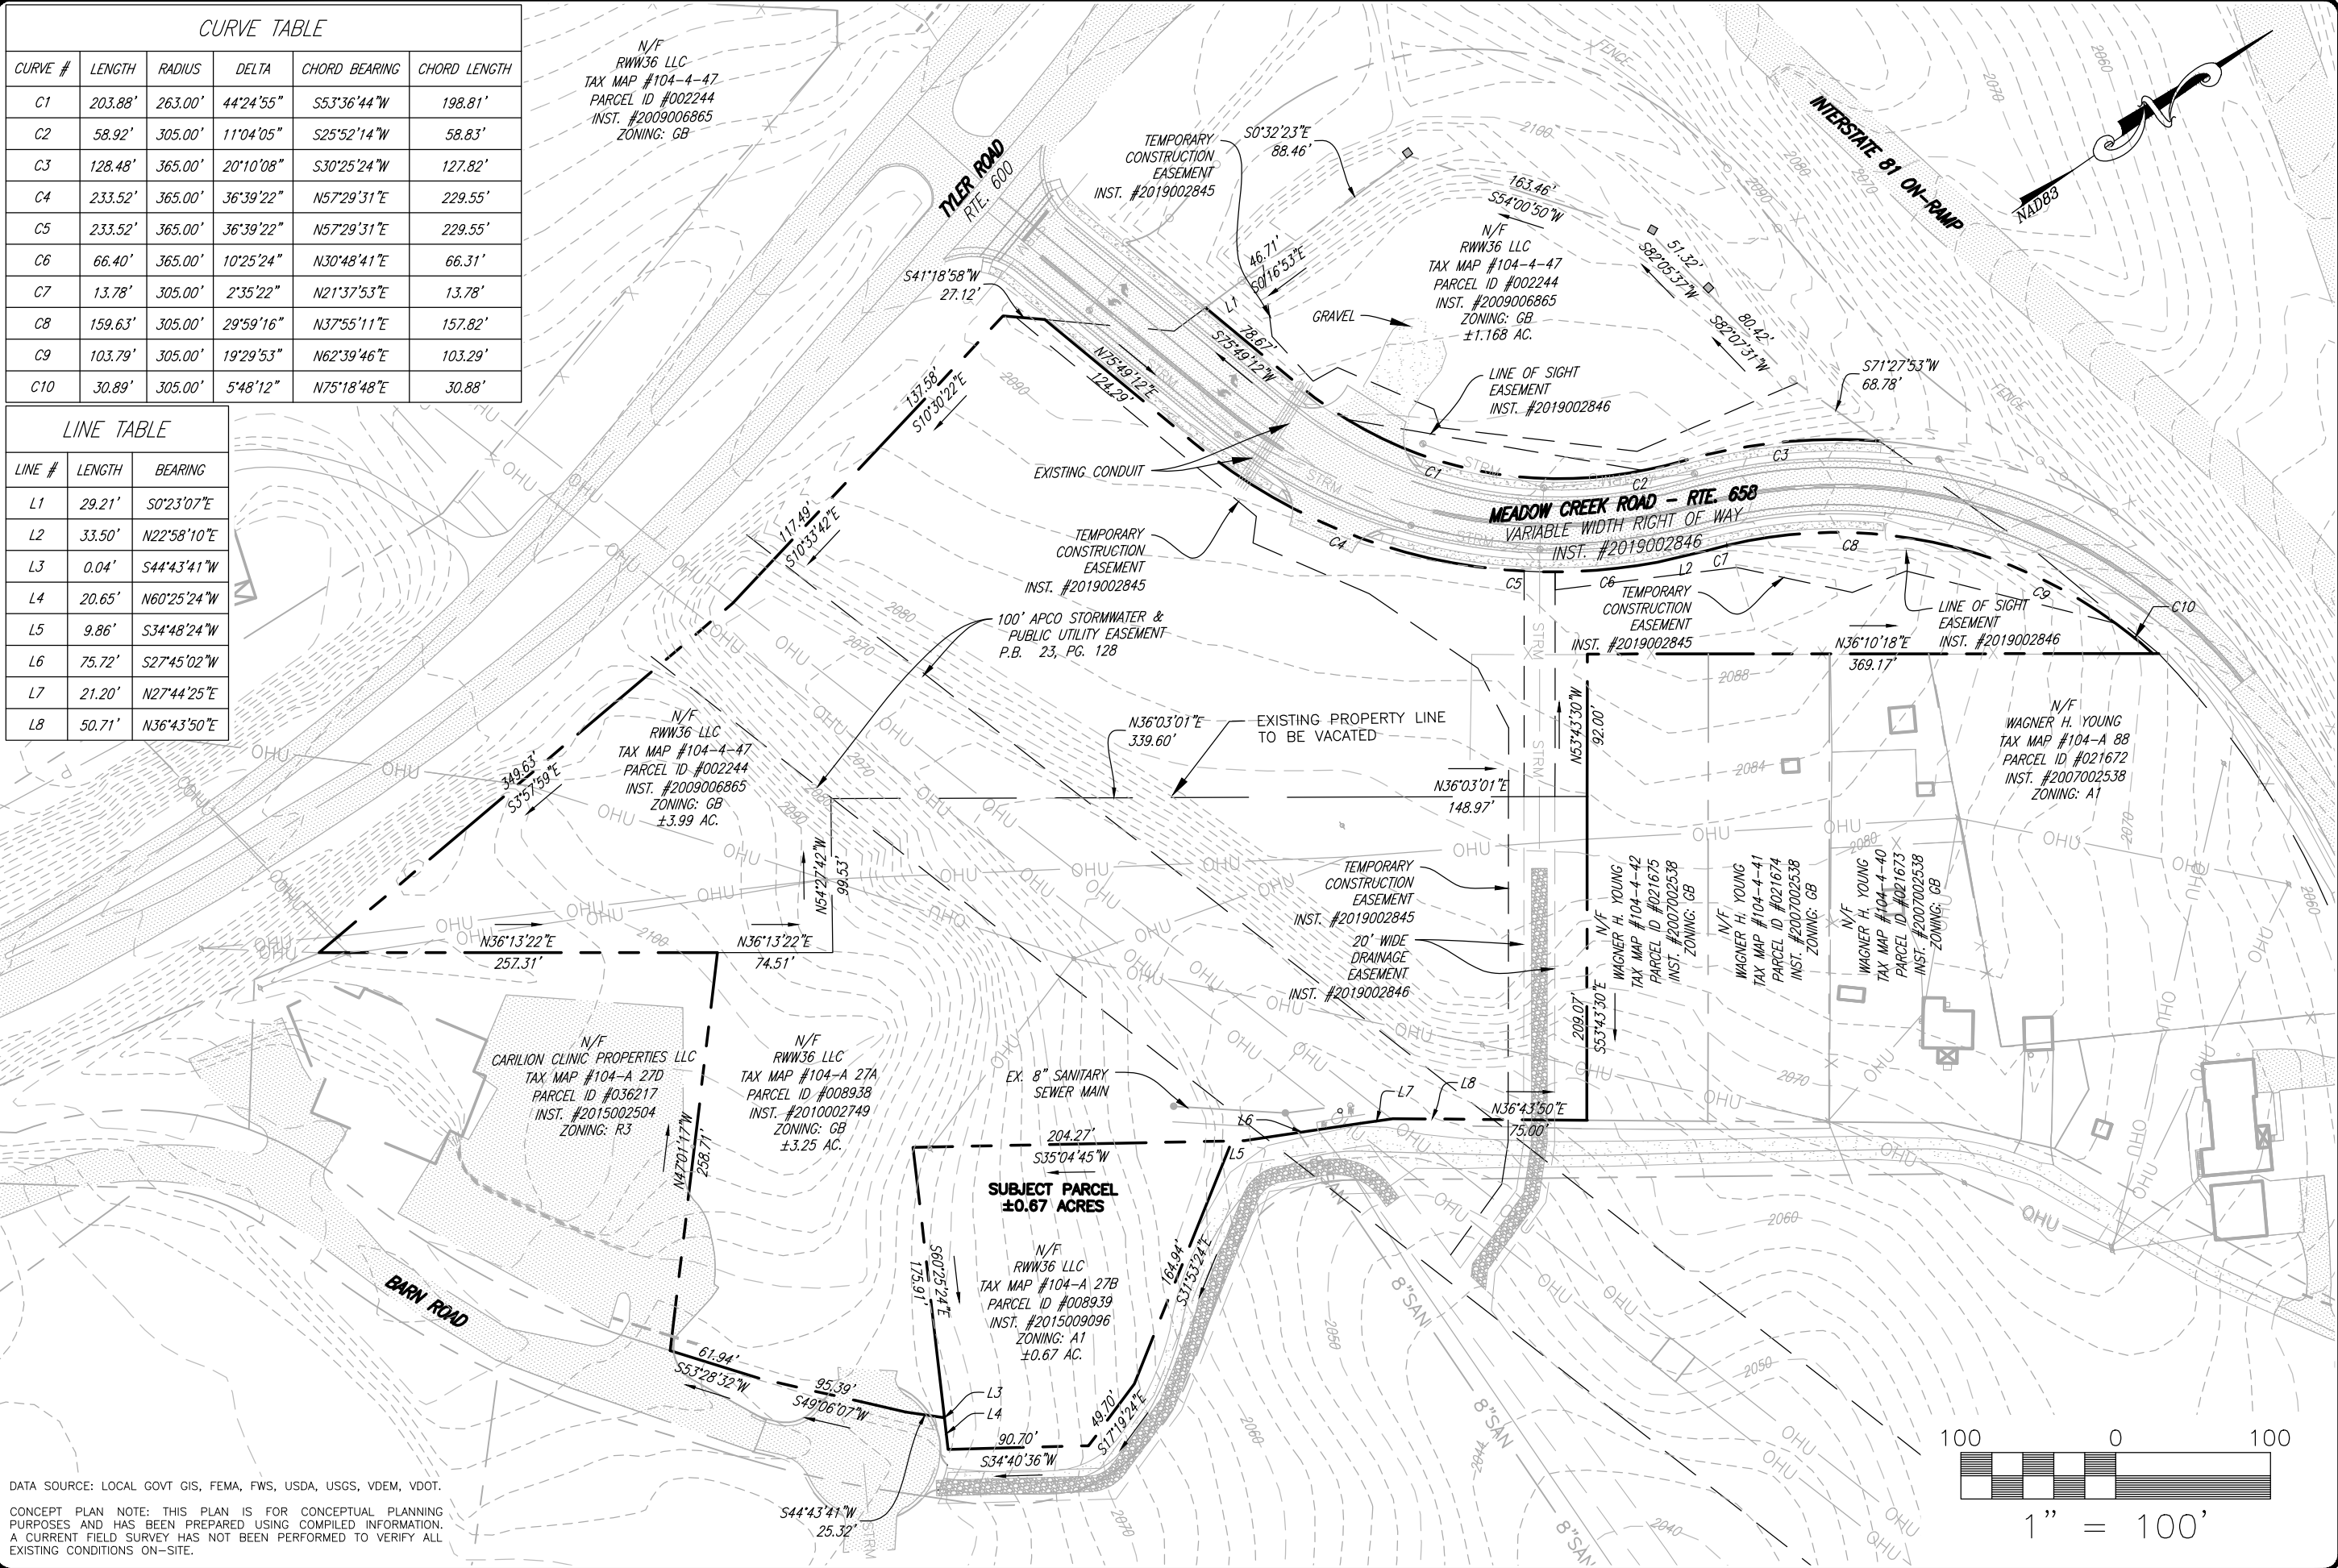 CURVE TABLE
CURVE # LENGTH RADIUS DELTA CHORD BEARING CHORD LENGTH
C1 203.88' 263.00' 44°24'55" S53°36'44"W 198.81'
C2 58.92' 305.00' 11°04'05" S25°52'14"W 58.83'
C3 128.48' 365.00' 20°10'08" S30°25'24"W 127.82'
C4 233.52' 365.00' 36°39'22" N57°29'31"E 229.55'
C5 233.52' 365.00' 36°39'22" N57°29'31"E 229.55'
C6 66.40' 365.00' 10°25'24" N30°48'41"E 66.31'
C7 13.78' 305.00' 2°35'22" N21°37'53"E 13.78'
C8 159.63' 305.00' 29°59'16" N37°55'11"E 157.82'
C9 103.79' 305.00' 19°29'53" N62°39'46"E 103.29'
C10 30.89' 305.00' 5°48'12" N75°18'48"E 30.88'
LINE TABLE
LINE # LENGTH BEARING
L1 29.21' S0°23'07"E
L2 33.50' N22°58'10"E
L3 0.04' S44°43'41"W
L4 20.65' N60°25'24"W
L5 9.86' S34°48'24"W
L6 75.72' S27°45'02"W
L7 21.20' N27°44'25"E
L8 50.71' N36°43'50"E
N/F
RWW36 LLC
TAX MAP #104-4-47
PARCEL ID #002244
INST. #2009006865
ZONING: GB
TYLER ROAD
RTE. 600
TEMPORARY
CONSTRUCTION
EASEMENT
INST. #2019002845
S0°32'23"E
88.46'
163.46'
S54°00'50"W
N/F
RWW36 LLC
TAX MAP #104-4-47
PARCEL ID #002244
INST. #2009006865
ZONING: GB
±1.168 AC.
FENCE
INTERSTATE 81 ON-RAMP
NAD83
N
51.32'
S82°05'37"W
80.42'
S82°07'31"W
S71°27'53"W
68.78'
FENCE
46.71'
L1
78.67'
S75°49'12"W
GRAVEL
LINE OF SIGHT
EASEMENT
INST. #2019002846
S41°18'58"W
27.12'
N75°49'12"E
124.29'
137.58'
S10°30'22"E
117.49'
S10°33'42"E
EXISTING CONDUIT
C1
C2
C3
MEADOW CREEK ROAD - RTE. 658
VARIABLE WIDTH RIGHT OF WAY
INST. #2019002846
C4
C5
C6
L2
C7
C8
C9
C10
TEMPORARY
CONSTRUCTION
EASEMENT
INST. #2019002845
TEMPORARY
CONSTRUCTION
EASEMENT
INST. #2019002845
LINE OF SIGHT
EASEMENT
INST. #2019002846
100' APCO STORMWATER &
PUBLIC UTILITY EASEMENT
P.B. 23, PG. 128
N36°10'18"E
369.17'
N36°03'01"E
339.60'
EXISTING PROPERTY LINE
TO BE VACATED
N36°03'01"E
148.97'
N53°43'30"W
92.00'
N/F
WAGNER H. YOUNG
TAX MAP #104-A 88
PARCEL ID #021672
INST. #2007002538
ZONING: A1
N/F
RWW36 LLC
TAX MAP #104-4-47
PARCEL ID #002244
INST. #2009006865
ZONING: GB
±3.99 AC.
349.63'
S3°57'59"E
N54°27'42"W
99.53'
N36°13'22"E
257.31'
N36°13'22"E
74.51'
TEMPORARY
CONSTRUCTION
EASEMENT
INST. #2019002845
20' WIDE
DRAINAGE
EASEMENT
INST. #2019002846
209.07'
S53°43'30"E
N/F
WAGNER H. YOUNG
TAX MAP #104-4-42
PARCEL ID #021675
INST. #2007002538
ZONING: GB
N/F
WAGNER H. YOUNG
TAX MAP #104-4-41
PARCEL ID #021674
INST. #2007002538
ZONING: GB
N/F
WAGNER H. YOUNG
TAX MAP #104-4-40
PARCEL ID #021673
INST. #2007002538
ZONING: GB
N/F
CARILION CLINIC PROPERTIES LLC
TAX MAP #104-A 27D
PARCEL ID #036217
INST. #2015002504
ZONING: R3
N/F
RWW36 LLC
TAX MAP #104-A 27A
PARCEL ID #008938
INST. #2010002749
ZONING: GB
±3.25 AC.
N47°01'17"W
258.71'
EX. 8" SANITARY
SEWER MAIN
L6
L7
L8
N36°43'50"E
75.00'
204.27'
S35°04'45"W
L5
SUBJECT PARCEL
±0.67 ACRES
N/F
RWW36 LLC
TAX MAP #104-A 27B
PARCEL ID #008939
INST. #2015009096
ZONING: A1
±0.67 AC.
S60°25'24"E
175.91'
164.94'
S31°53'24"E
49.70'
S17°19'24"E
BARN ROAD
61.94'
S53°28'32"W
95.39'
S49°06'07"W
L3
L4
90.70'
S34°40'36"W
S44°43'41"W
25.32'
8"SAN
8"SAN
8"SAN
STRM
OHU
2100
2090
2080
2070
2060
2050
2040
2044
2088
2084
DATA SOURCE: LOCAL GOVT GIS, FEMA, FWS, USDA, USGS, VDEM, VDOT.
CONCEPT PLAN NOTE: THIS PLAN IS FOR CONCEPTUAL PLANNING
PURPOSES AND HAS BEEN PREPARED USING COMPILED INFORMATION.
A CURRENT FIELD SURVEY HAS NOT BEEN PERFORMED TO VERIFY ALL
EXISTING CONDITIONS ON-SITE.
100 0 100
1" = 100'